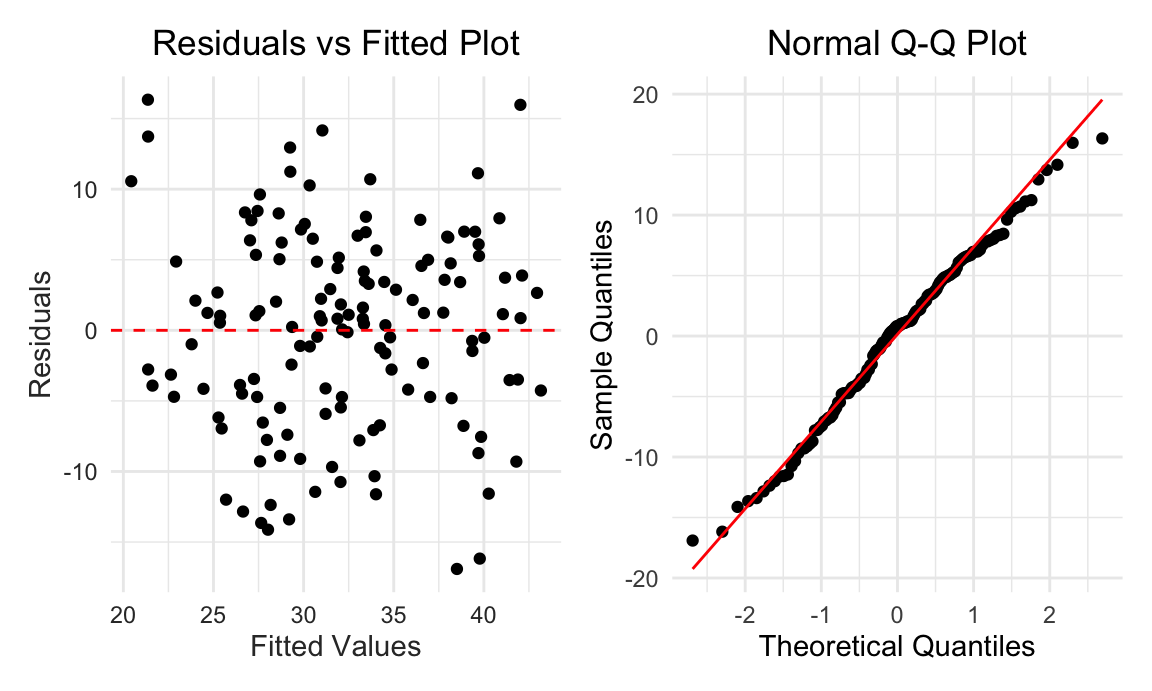 Residuals vs Fitted Plot
Residuals
10
0
-10
20 25 30 35 40
Fitted Values
Normal Q-Q Plot
Sample Quantiles
20
10
0
-10
-20
-2 -1 0 1 2
Theoretical Quantiles